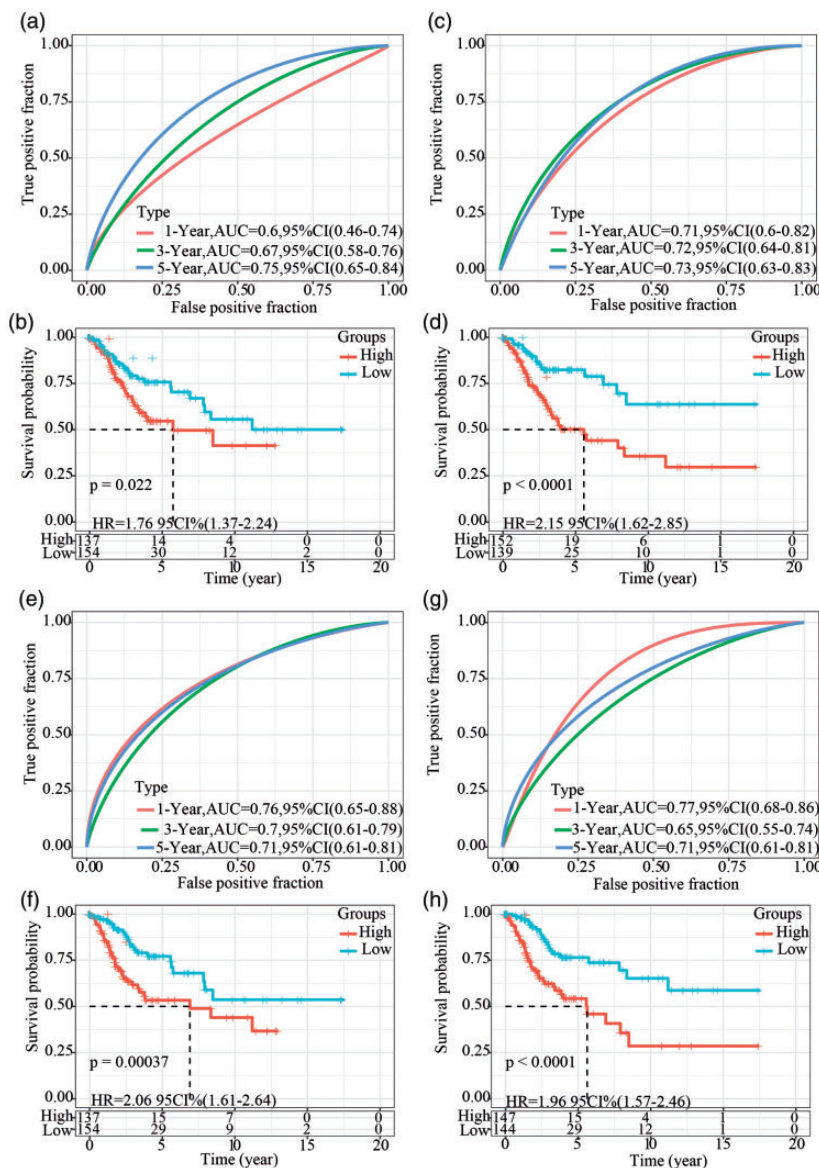 (a)
1.00
0.75
0.50
0.25
0.00
True positive fraction
Type
1-Year,AUC=0.6,95%CI(0.46-0.74)
3-Year,AUC=0.67,95%CI(0.58-0.76)
5-Year,AUC=0.75,95%CI(0.65-0.84)
0.00 0.25 0.50 0.75 1.00
False positive fraction
(c)
1.00
0.75
0.50
0.25
0.00
True positive fraction
Type
1-Year,AUC=0.71,95%CI(0.6-0.82)
3-Year,AUC=0.72,95%CI(0.64-0.81)
5-Year,AUC=0.73,95%CI(0.63-0.83)
0.00 0.25 0.50 0.75 1.00
False positive fraction
(b)
1.00
0.75
0.50
0.25
0.00
Survival probability
Groups
High
Low
p = 0.022
HR=1.76 95CI%(1.37-2.24)
High 137 14 4 0 0
Low 154 30 12 2 0
0 5 10 15 20
Time (year)
(d)
1.00
0.75
0.50
0.25
0.00
Survival probability
Groups
High
Low
p < 0.0001
HR=2.15 95CI%(1.62-2.85)
High 152 19 6 1 0
Low 139 25 10 1 0
0 5 10 15 20
Time (year)
(e)
1.00
0.75
0.50
0.25
0.00
True positive fraction
Type
1-Year,AUC=0.76,95%CI(0.65-0.88)
3-Year,AUC=0.7,95%CI(0.61-0.79)
5-Year,AUC=0.71,95%CI(0.61-0.81)
0.00 0.25 0.50 0.75 1.00
False positive fraction
(g)
1.00
0.75
0.50
0.25
0.00
True positive fraction
Type
1-Year,AUC=0.77,95%CI(0.68-0.86)
3-Year,AUC=0.65,95%CI(0.55-0.74)
5-Year,AUC=0.71,95%CI(0.61-0.81)
0.00 0.25 0.50 0.75 1.00
False positive fraction
(f)
1.00
0.75
0.50
0.25
0.00
Survival probability
Groups
High
Low
p = 0.00037
HR=2.06 95CI%(1.61-2.64)
High 137 15 7 0 0
Low 154 29 9 2 0
0 5 10 15 20
Time (year)
(h)
1.00
0.75
0.50
0.25
0.00
Survival probability
Groups
High
Low
p < 0.0001
HR=1.96 95CI%(1.57-2.46)
High 147 15 4 1 0
Low 144 29 12 1 0
0 5 10 15 20
Time (year)